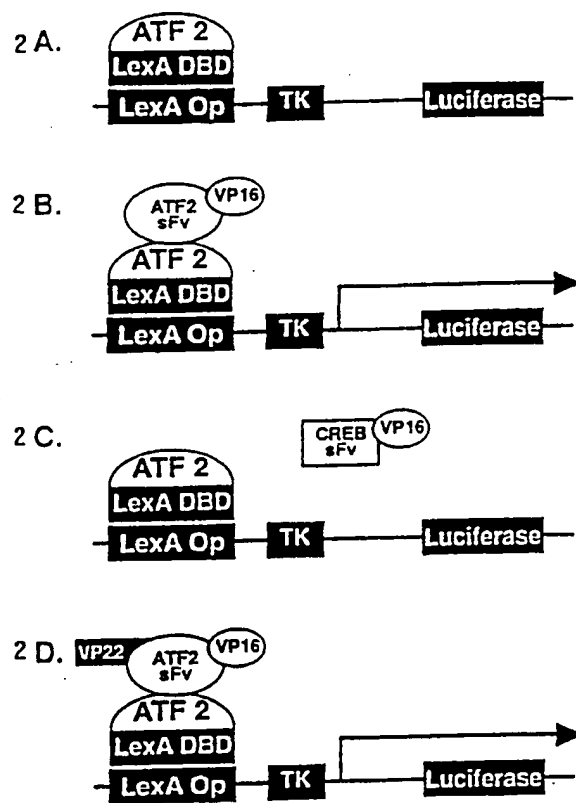 2 A.
ATF 2
LexA DBD
LexA Op TK Luciferase
2 B.
ATF2 sFv VP16
ATF 2
LexA DBD
LexA Op TK Luciferase
2 C.
CREB sFv VP16
ATF 2
LexA DBD
LexA Op TK Luciferase
2 D.
VP22 ATF2 sFv VP16
ATF 2
LexA DBD
LexA Op TK Luciferase